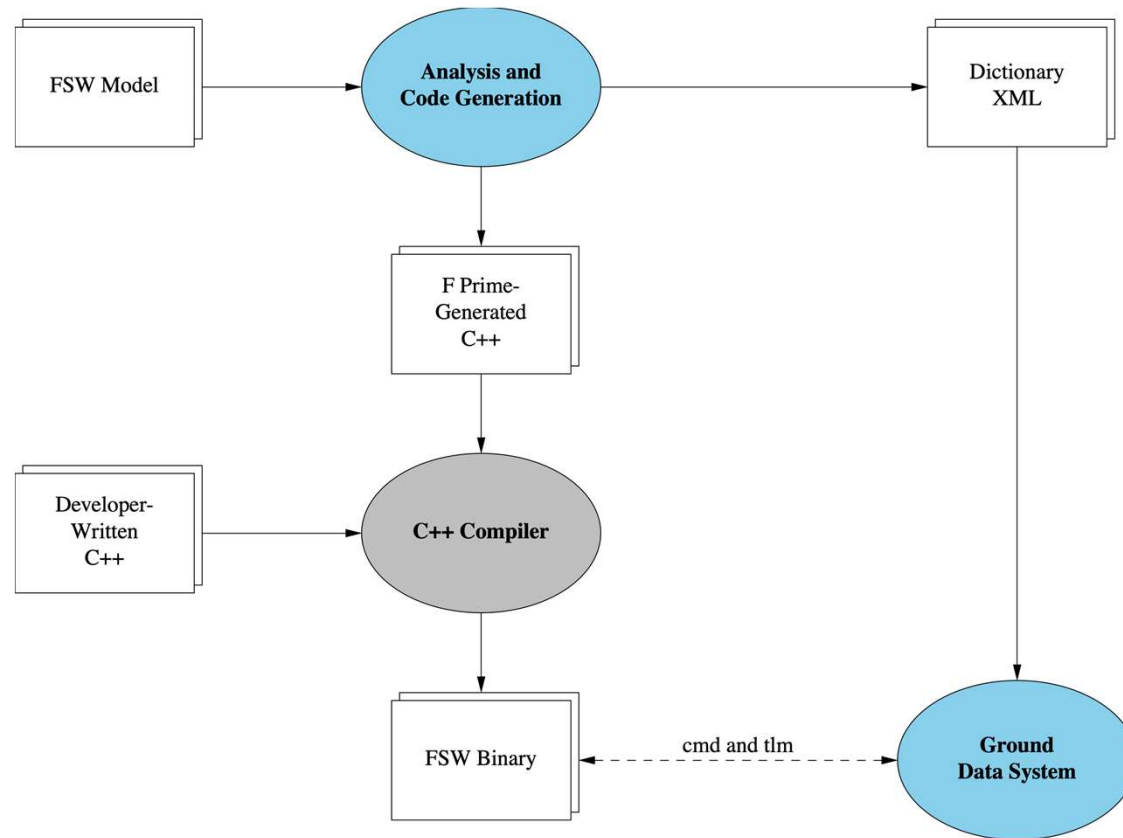 FSW Model
Analysis and
Code Generation
Dictionary
XML
F Prime-
Generated
C++
Developer-
Written
C++
C++ Compiler
FSW Binary
cmd and tlm
Ground
Data System